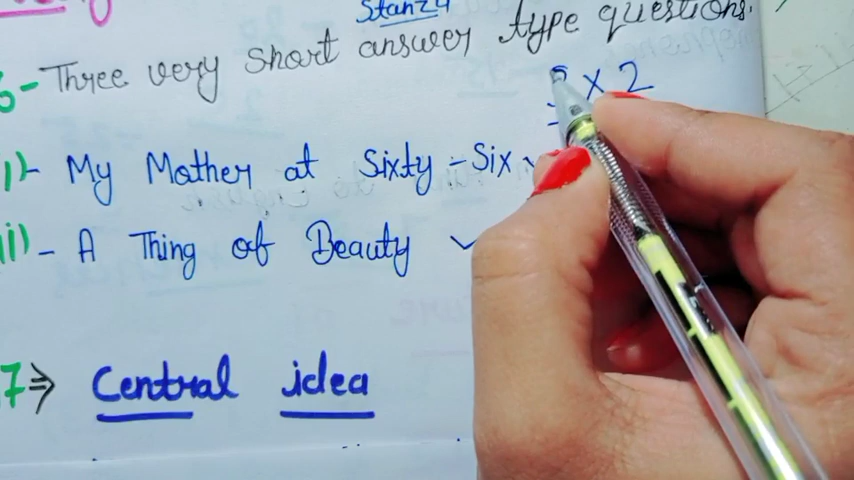 Stanza
6- Three very short answer type questions.
3 x 2
i)- My Mother at Sixty-Six
ii)- A Thing of Beauty
7⇒ Central idea